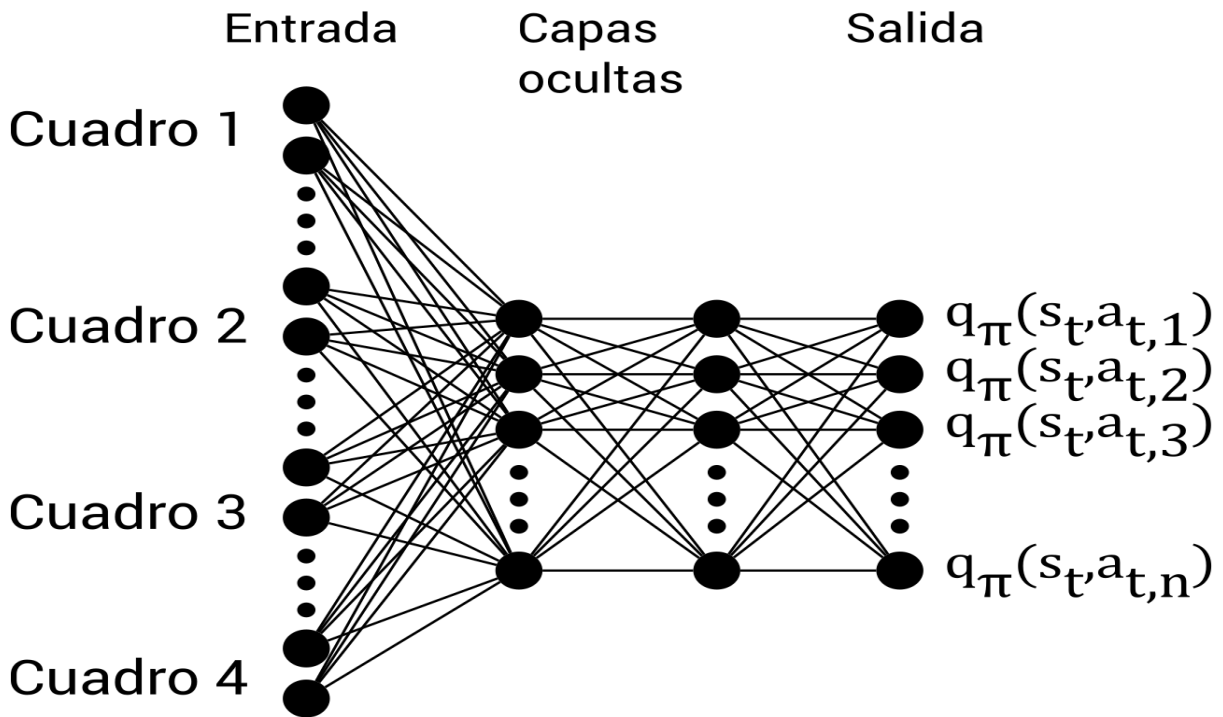 Entrada
Capas
ocultas
Salida
Cuadro 1
Cuadro 2
Cuadro 3
Cuadro 4
qπ(st,at,1)
qπ(st,at,2)
qπ(st,at,3)
qπ(st,at,n)